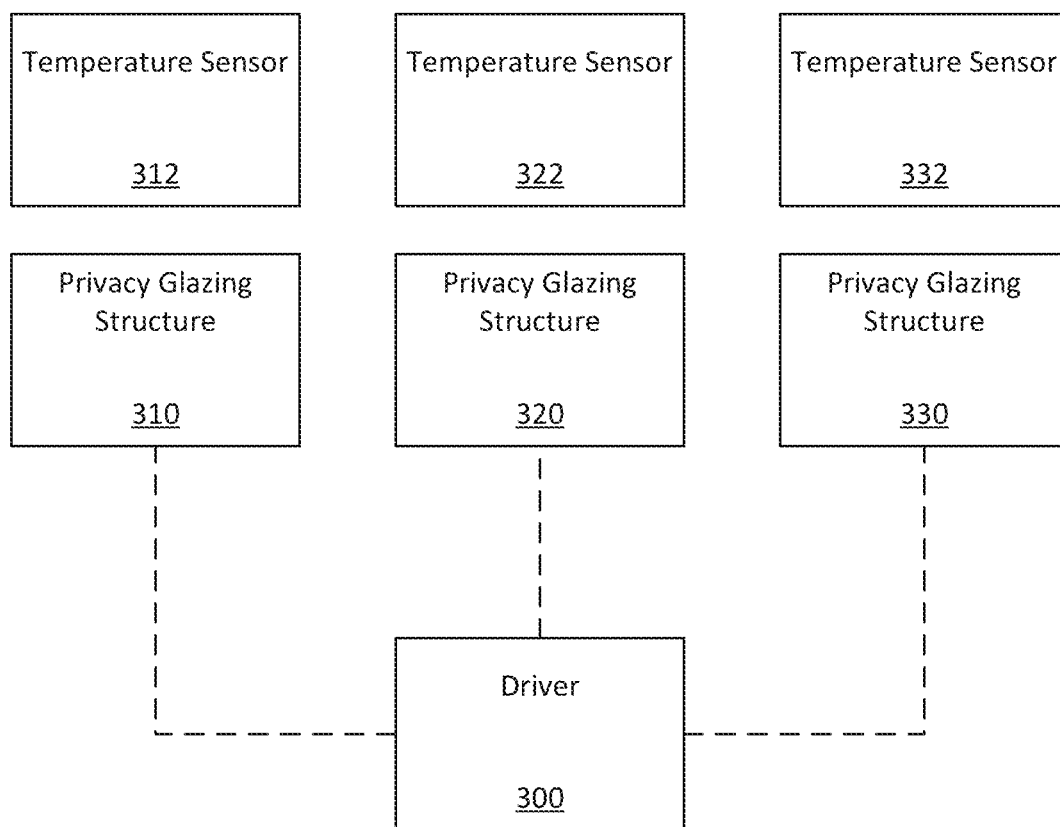 Temperature Sensor
312
Temperature Sensor
322
Temperature Sensor
332
Privacy Glazing
Structure
310
Privacy Glazing
Structure
320
Privacy Glazing
Structure
330
Driver
300